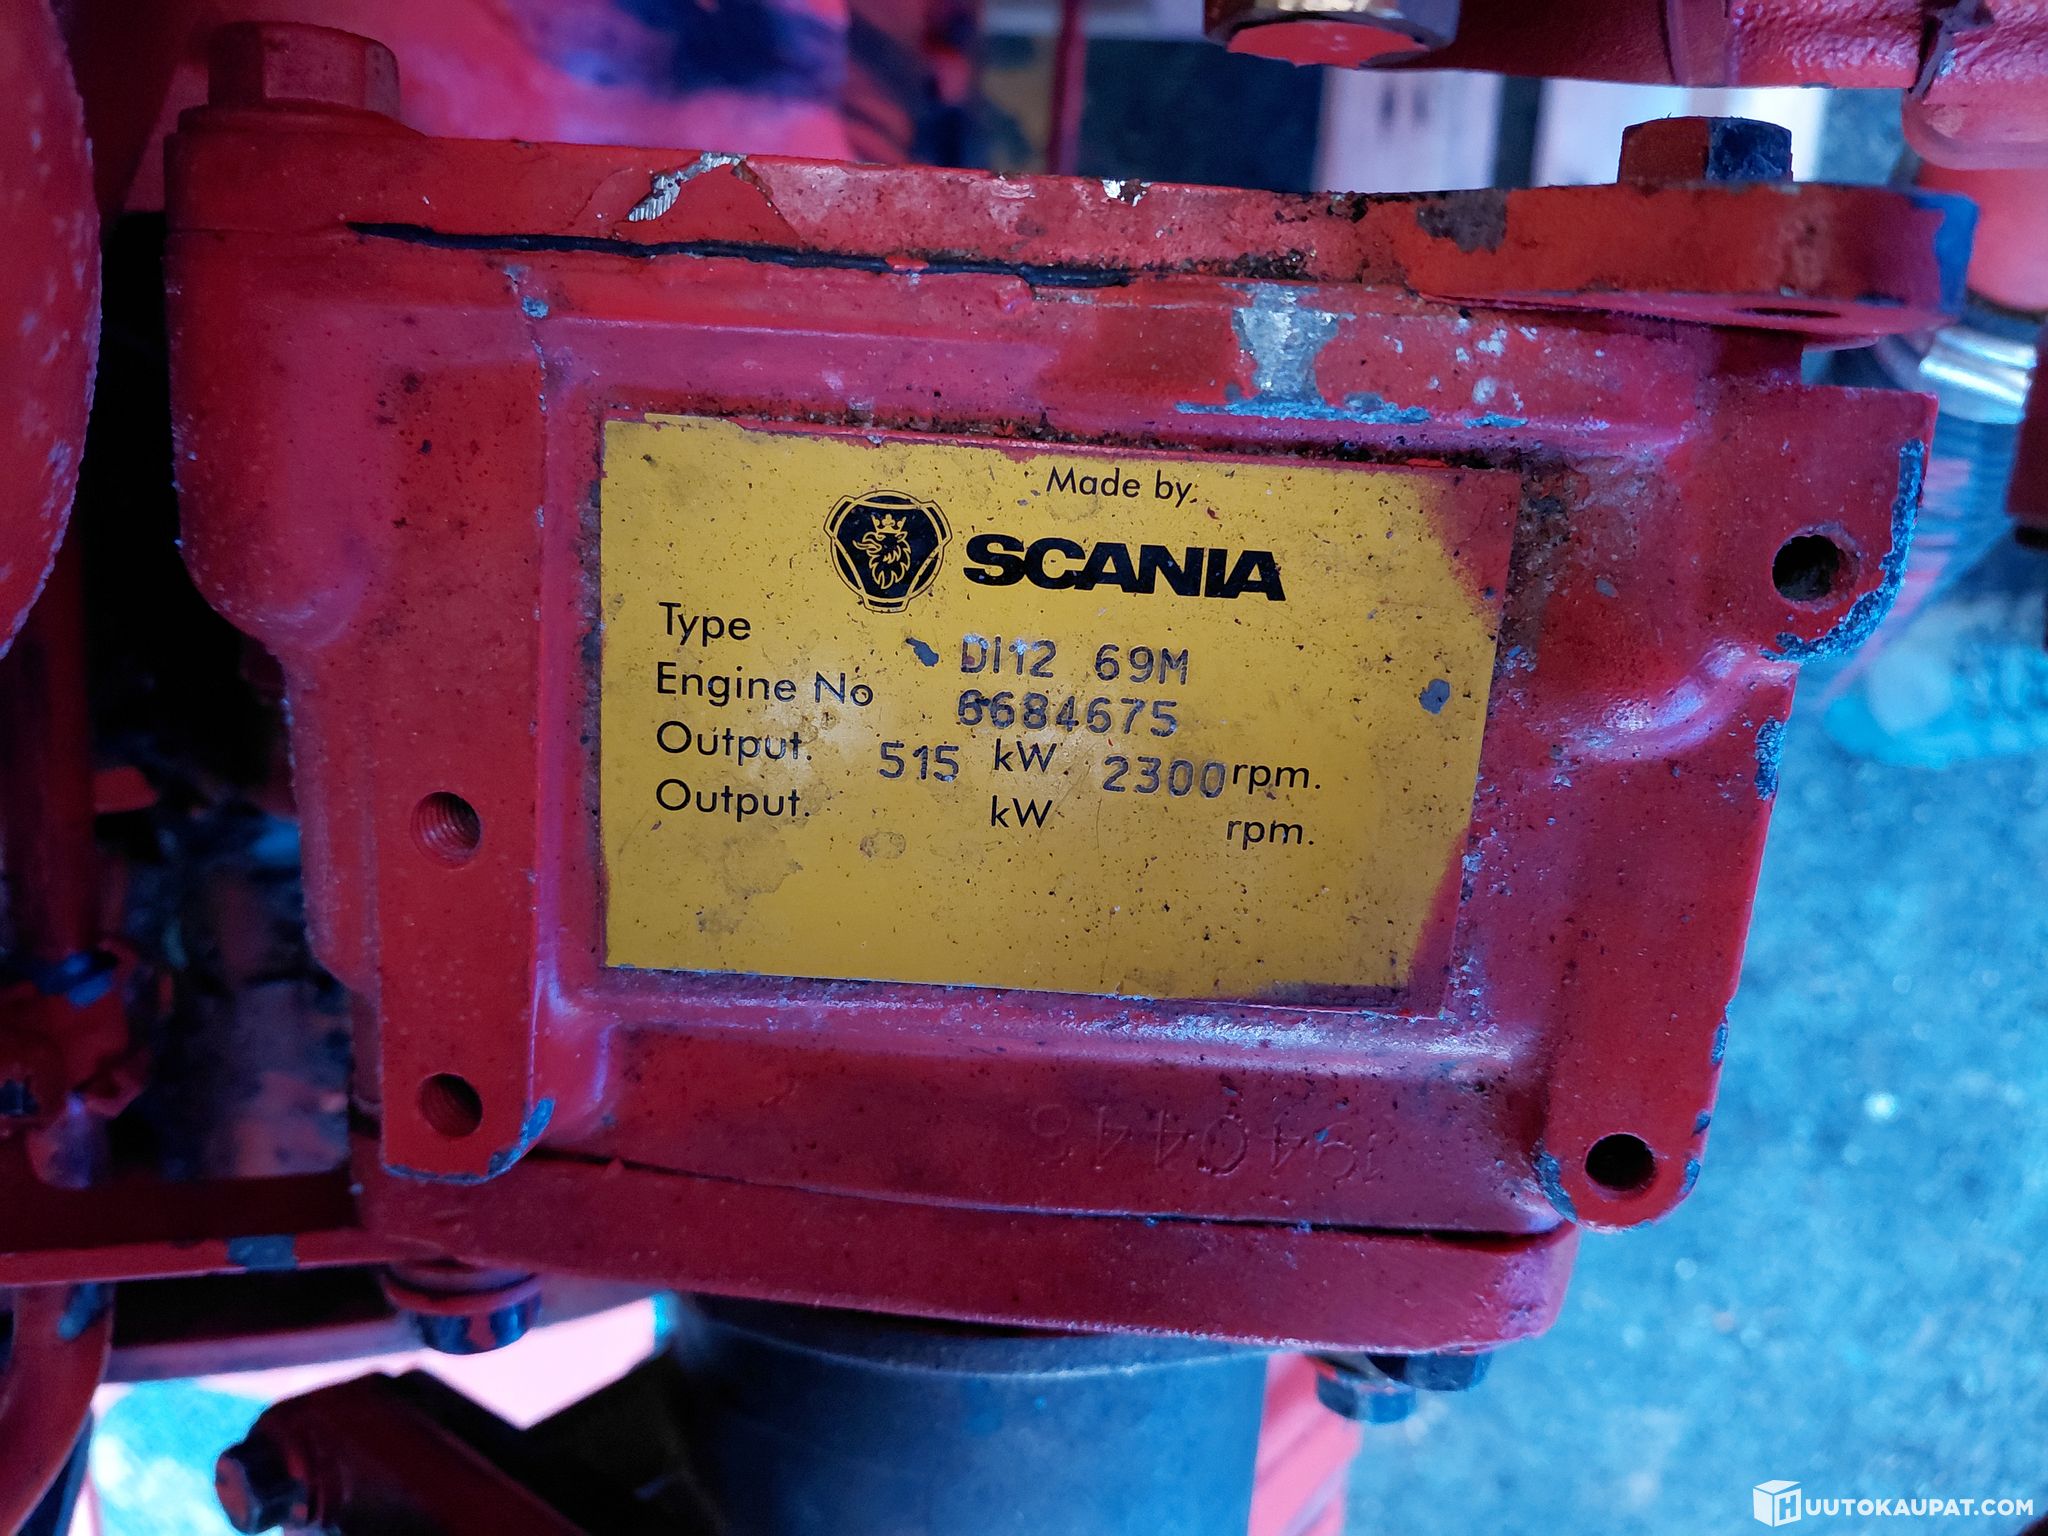 Made by
SCANIA
Type DI12 69M
Engine No 6684675
Output. 515 kW 2300 rpm.
Output. kW rpm.
HUUTOKAUPAT.COM